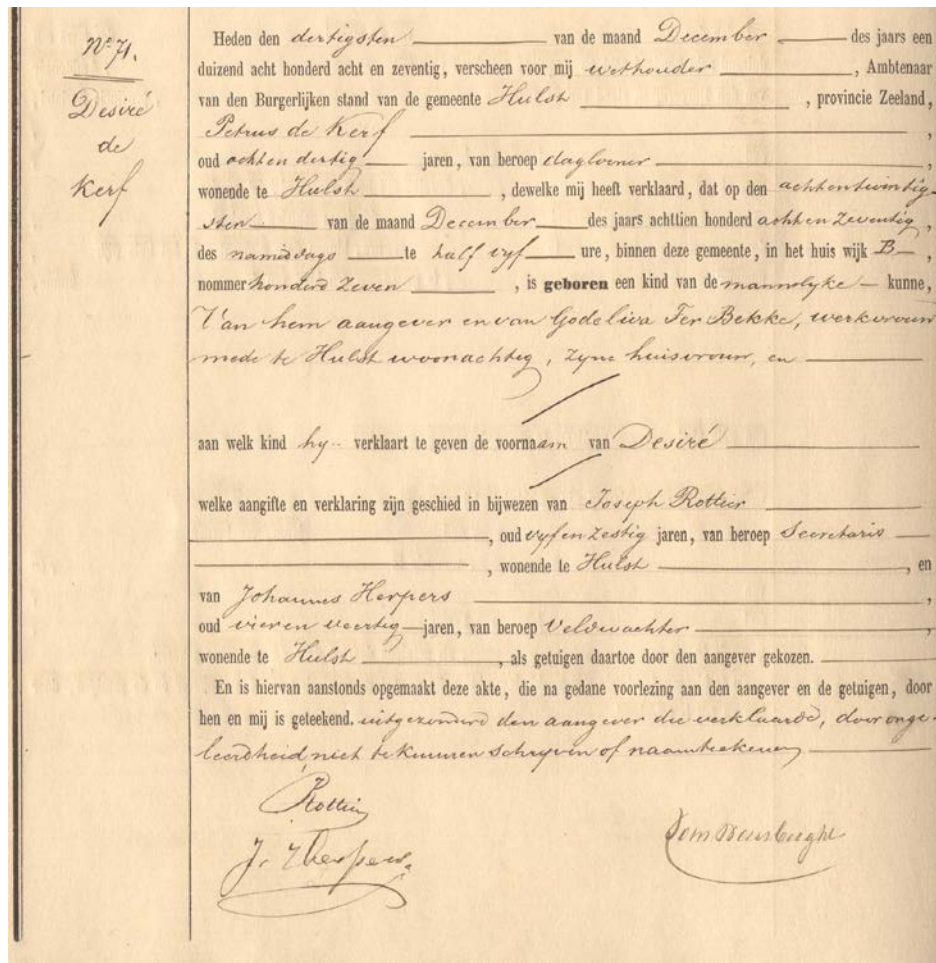 No 71.
Desiré
de
Kerf
Heden den dertigsten van de maand December des jaars een
duizend acht honderd acht en zeventig, verscheen voor mij wethouder , Ambtenaar
van den Burgerlijken stand van de gemeente Hulst , provincie Zeeland,
Petrus de Kerf ,
oud acht en dertig jaren, van beroep daglooner ,
wonende te Hulst , dewelke mij heeft verklaard, dat op den achtentwintig-
sten van de maand December des jaars achttien honderd acht en zeventig,
des namiddags te half vyf ure, binnen deze gemeente, in het huis wijk B ,
nommer honderd zeven , is geboren een kind van de mannelyke kunne,
Van hem aangever en van Godeliva Ter Bekke, werkvrouw
mede te Hulst woonachteg, zyne huisvrouw, en
aan welk kind hy verklaart te geven de voornaam van Desiré
welke aangifte en verklaring zijn geschied in bijwezen van Joseph Rottier
, oud vyf en zestig jaren, van beroep Secretaris
, wonende te Hulst , en
van Johannes Herpers ,
oud vier en veertig jaren, van beroep Veldwachter ,
wonende te Hulst , als getuigen daartoe door den aangever gekozen.
En is hiervan aanstonds opgemaakt deze akte, die na gedane voorlezing aan den aangever en de getuigen, door
hen en mij is geteekend. uitgezonderd den aangever die verklaarde, door onge-
leerdheid, niet te kunnen schryven of naamteekenen
Rottier
J. Herpers.